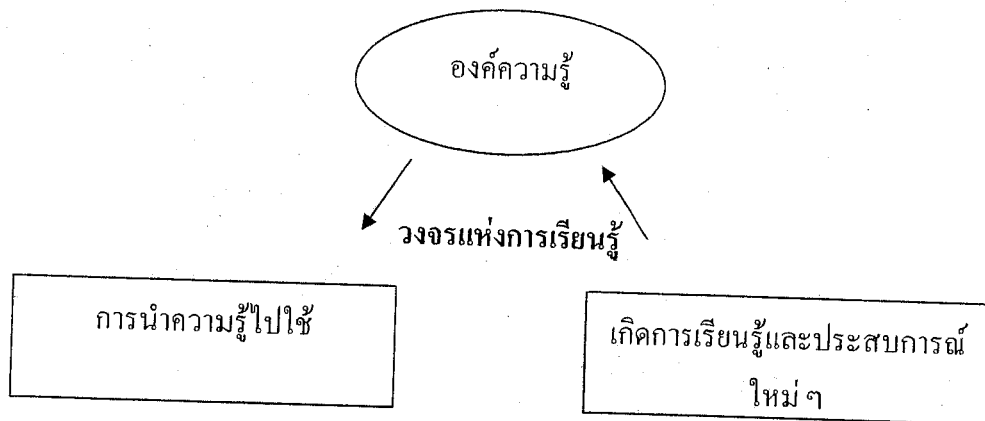 องค์ความรู้
วงจรแห่งการเรียนรู้
การนำความรู้ไปใช้
เกิดการเรียนรู้และประสบการณ์
ใหม่ ๆ